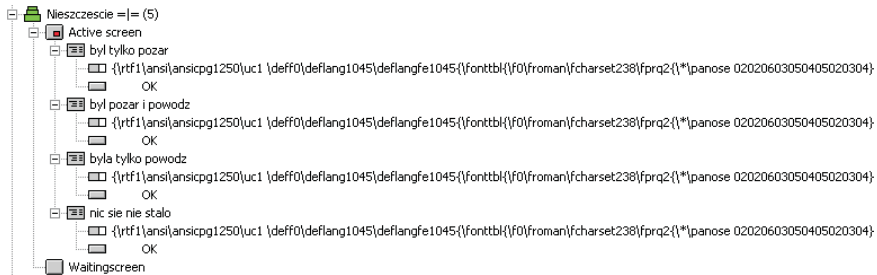 Nieszczescie =|= (5)
Active screen
byl tylko pozar
{\rtf1\ansi\ansicpg1250\uc1 \deff0\deflang1045\deflangfe1045{\fonttbl{\f0\froman\fcharset238\fprq2{\*\panose 02020603050405020304}
OK
byl pozar i powodz
{\rtf1\ansi\ansicpg1250\uc1 \deff0\deflang1045\deflangfe1045{\fonttbl{\f0\froman\fcharset238\fprq2{\*\panose 02020603050405020304}
OK
byla tylko powodz
{\rtf1\ansi\ansicpg1250\uc1 \deff0\deflang1045\deflangfe1045{\fonttbl{\f0\froman\fcharset238\fprq2{\*\panose 02020603050405020304}
OK
nic sie nie stalo
{\rtf1\ansi\ansicpg1250\uc1 \deff0\deflang1045\deflangfe1045{\fonttbl{\f0\froman\fcharset238\fprq2{\*\panose 02020603050405020304}
OK
Waitingscreen